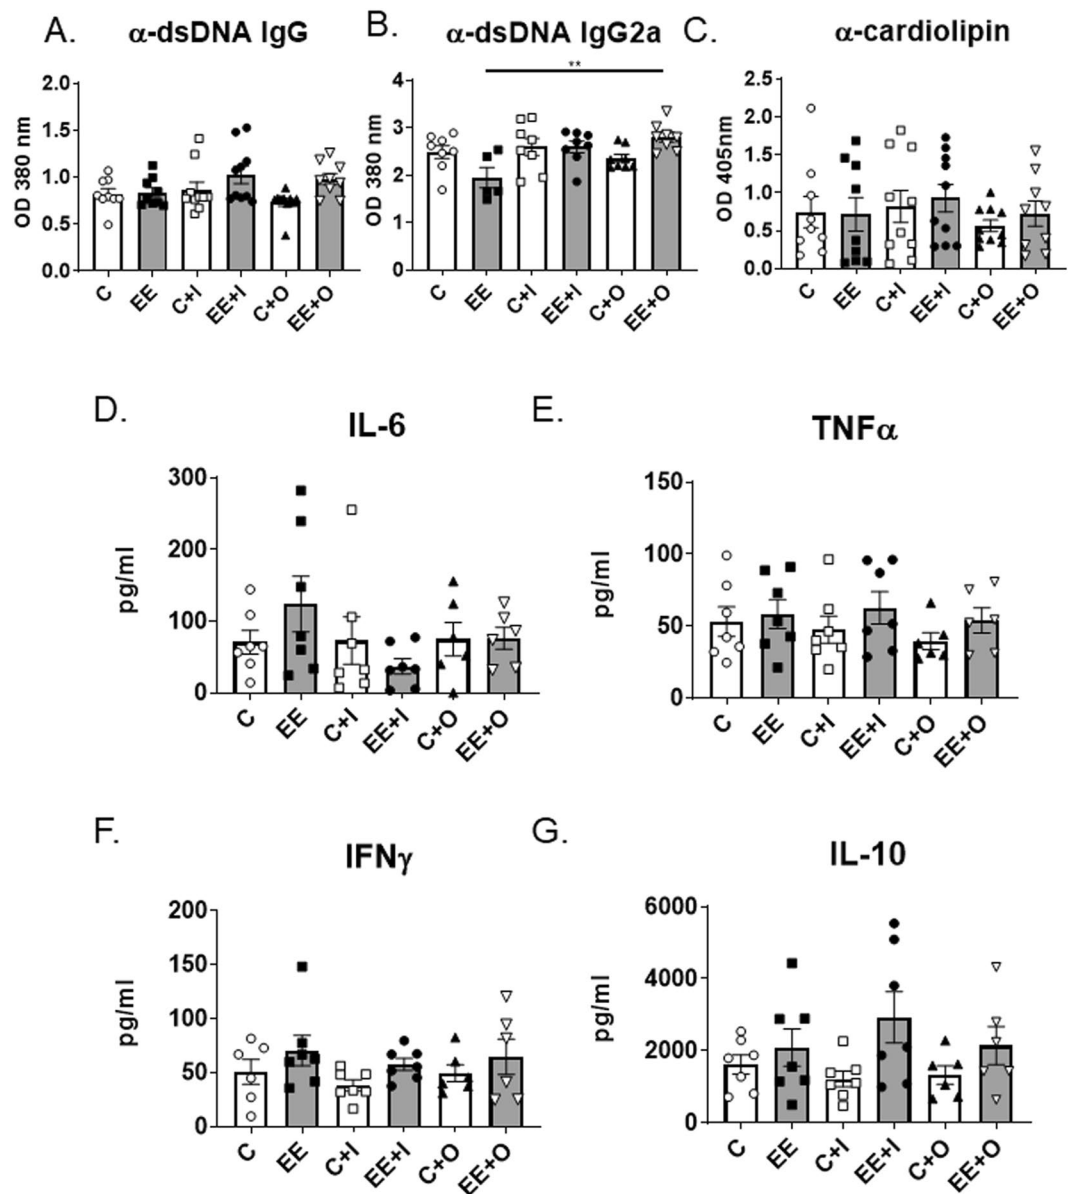 A.
α-dsDNA IgG
OD 380 nm
2.0
1.5
1.0
0.5
0.0
C
EE
C+I
EE+I
C+O
EE+O
B.
α-dsDNA IgG2a
**
OD 380 nm
4
3
2
1
0
C
EE
C+I
EE+I
C+O
EE+O
C.
α-cardiolipin
OD 405nm
2.5
2.0
1.5
1.0
0.5
0.0
C
EE
C+I
EE+I
C+O
EE+O
D.
IL-6
pg/ml
300
200
100
0
C
EE
C+I
EE+I
C+O
EE+O
E.
TNFα
pg/ml
150
100
50
0
C
EE
C+I
EE+I
C+O
EE+O
F.
IFNγ
pg/ml
200
150
100
50
0
C
EE
C+I
EE+I
C+O
EE+O
G.
IL-10
pg/ml
6000
4000
2000
0
C
EE
C+I
EE+I
C+O
EE+O